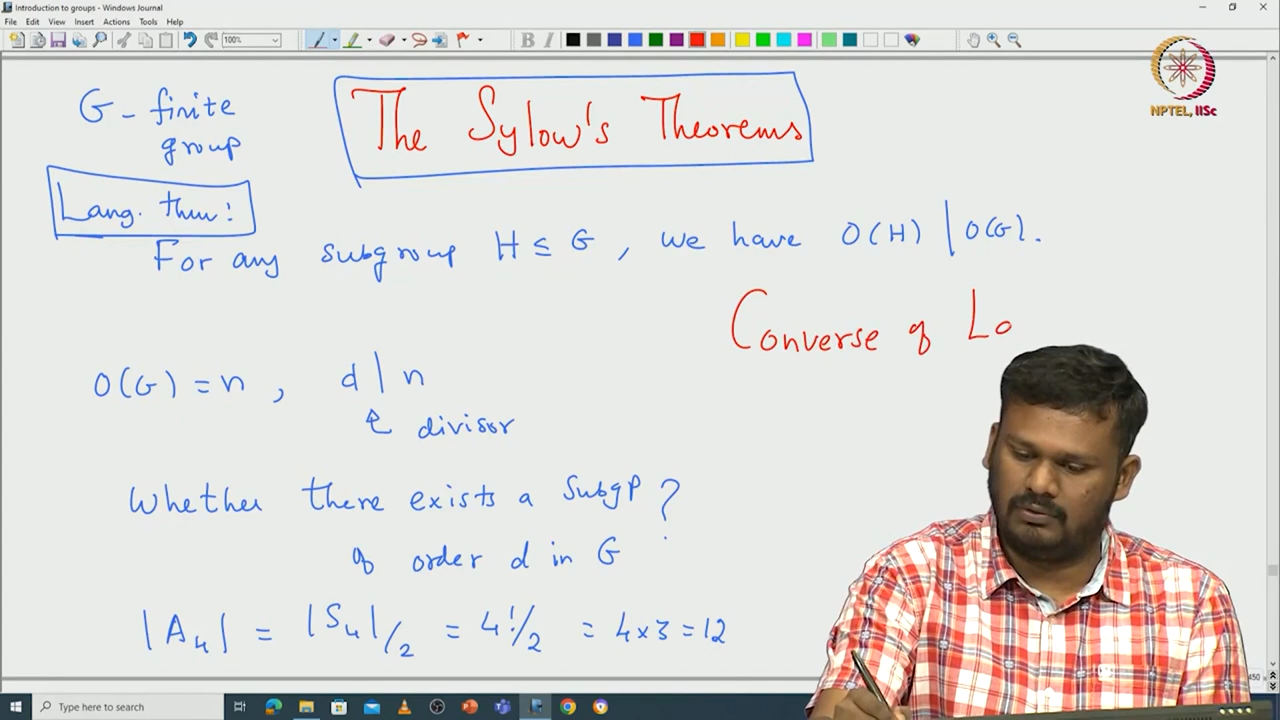 Introduction to groups - Windows Journal
File Edit View Insert Actions Tools Help
100%
B I
NPTEL, IISc
The Sylow's Theorems
G - finite
group
Lang. thm:
For any subgroup H ≤ G, we have O(H) | O(G).
Converse of La
O(G) = n, d | n
divisor
Whether there exists a Subgp ?
of order d in G
|A₄| = |S₄|/2 = 4!/2 = 4×3 = 12
450
Type here to search